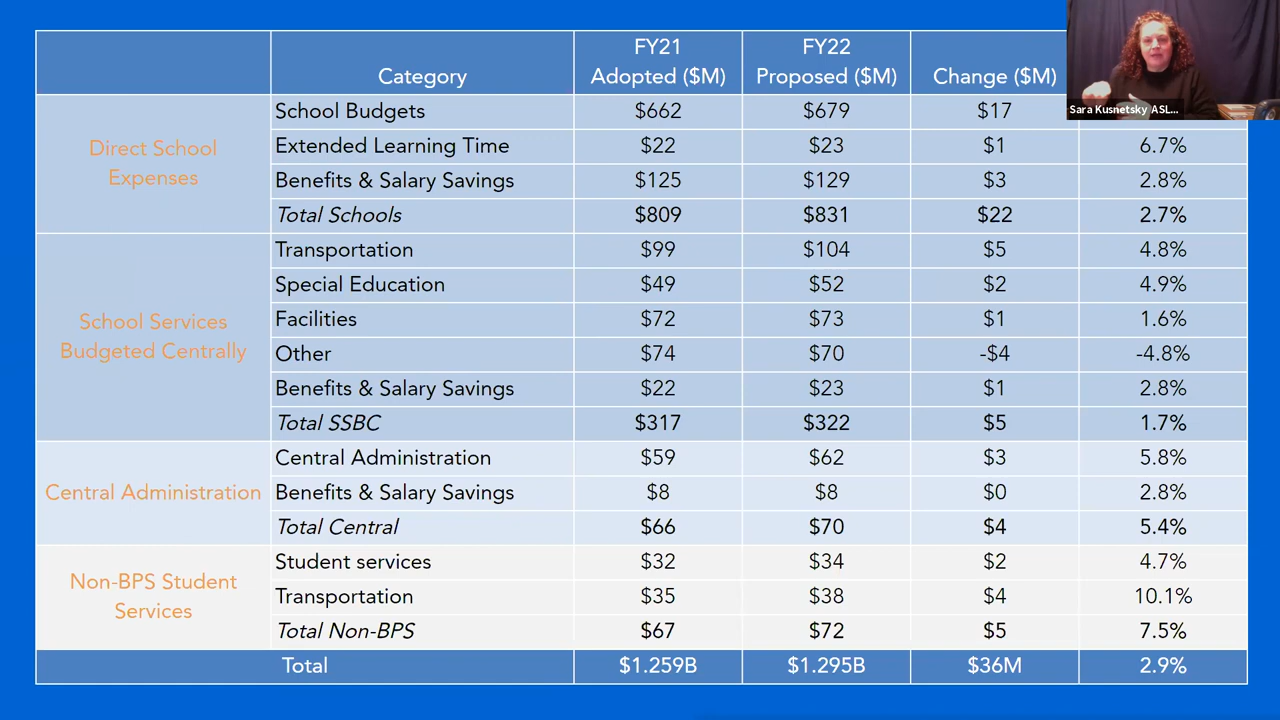 Category FY21 Adopted ($M) FY22 Proposed ($M) Change ($M)
Sara Kusnetsky ASL...
Direct School Expenses
School Budgets $662 $679 $17
Extended Learning Time $22 $23 $1 6.7%
Benefits & Salary Savings $125 $129 $3 2.8%
Total Schools $809 $831 $22 2.7%
School Services Budgeted Centrally
Transportation $99 $104 $5 4.8%
Special Education $49 $52 $2 4.9%
Facilities $72 $73 $1 1.6%
Other $74 $70 -$4 -4.8%
Benefits & Salary Savings $22 $23 $1 2.8%
Total SSBC $317 $322 $5 1.7%
Central Administration
Central Administration $59 $62 $3 5.8%
Benefits & Salary Savings $8 $8 $0 2.8%
Total Central $66 $70 $4 5.4%
Non-BPS Student Services
Student services $32 $34 $2 4.7%
Transportation $35 $38 $4 10.1%
Total Non-BPS $67 $72 $5 7.5%
Total $1.259B $1.295B $36M 2.9%